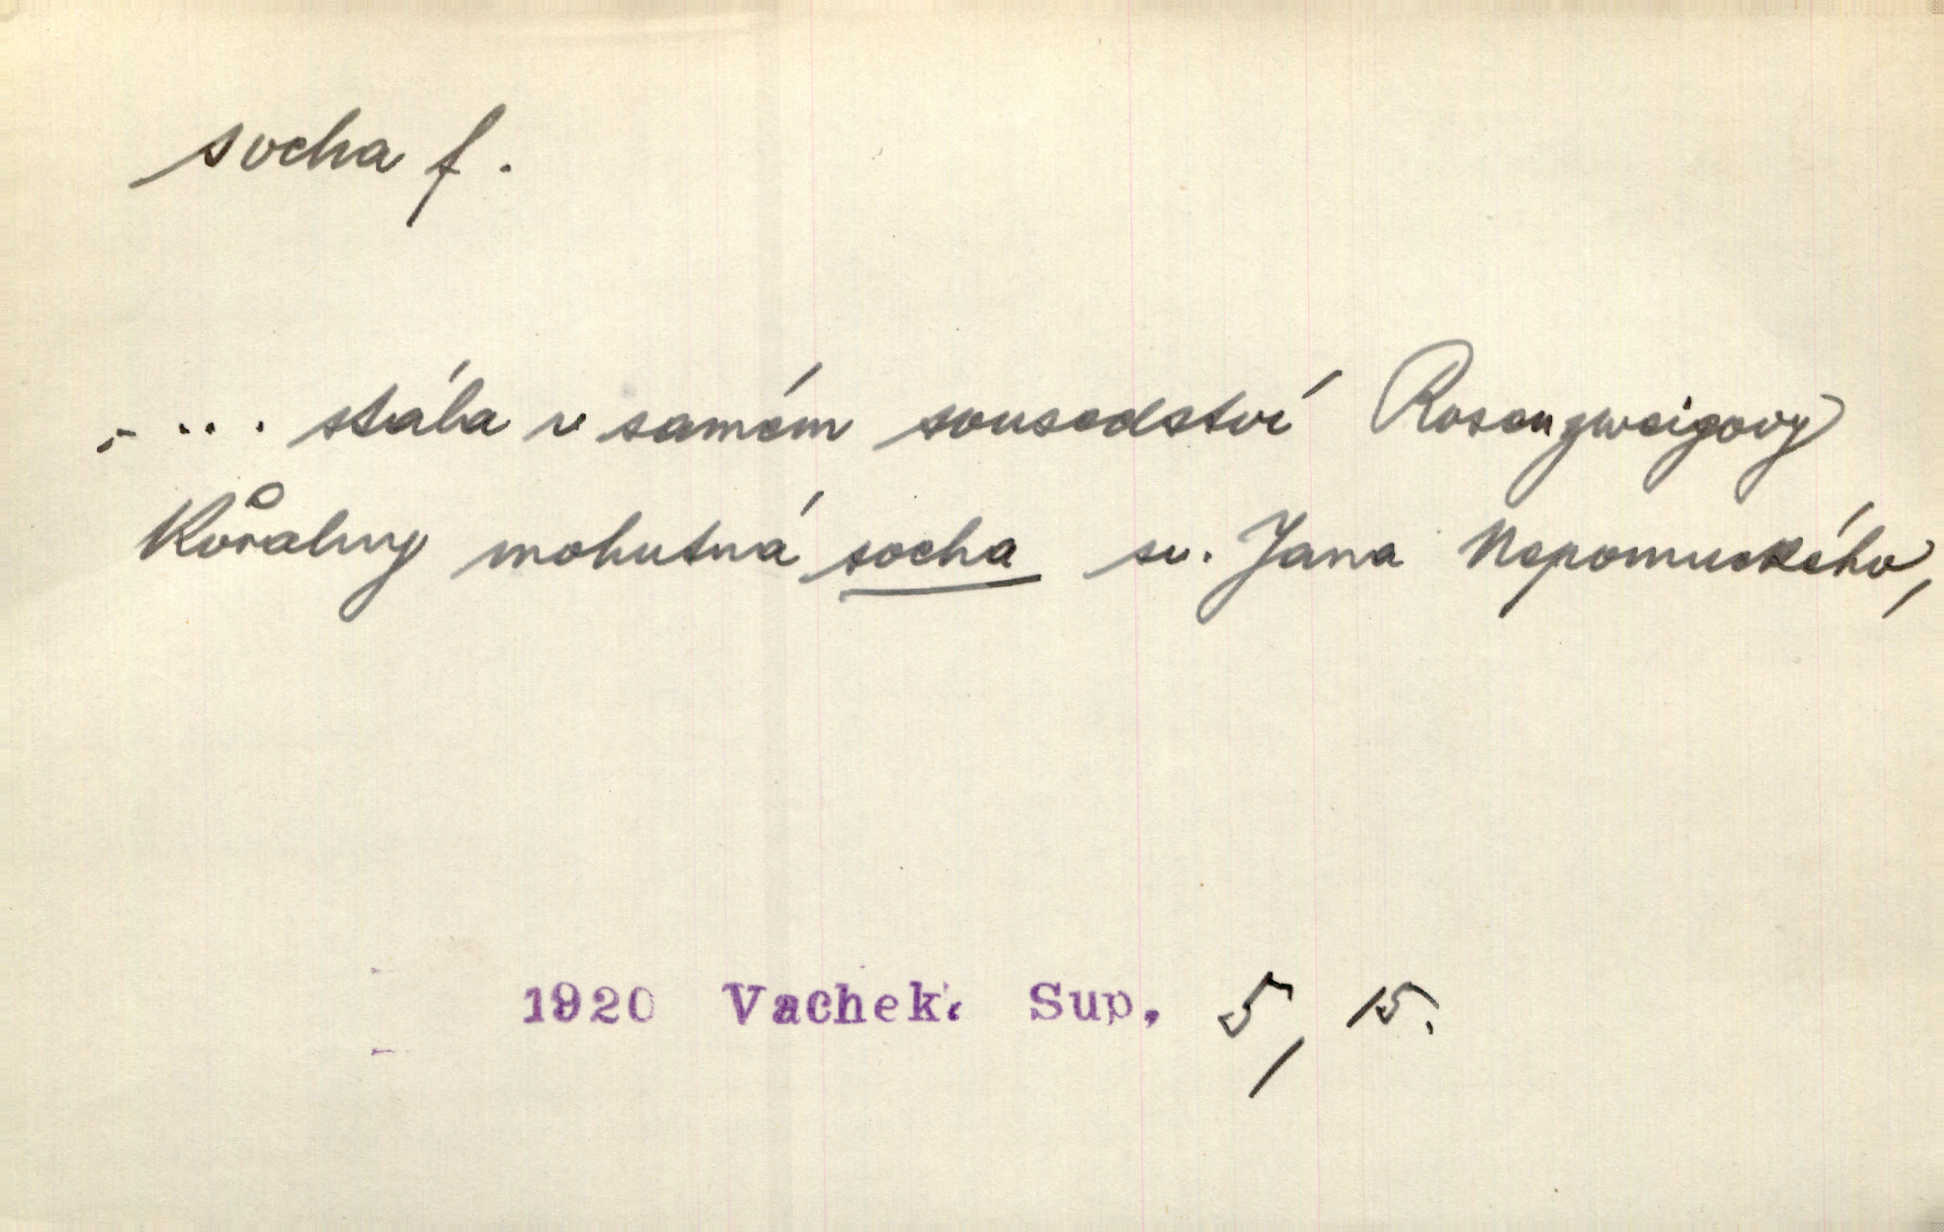 socha f.
.... stála v samém sousedství Rosenzweigovy
kořalny mohutná socha sv. Jana Nepomuckého,
1920 Vachek. Sup. 5, 15.